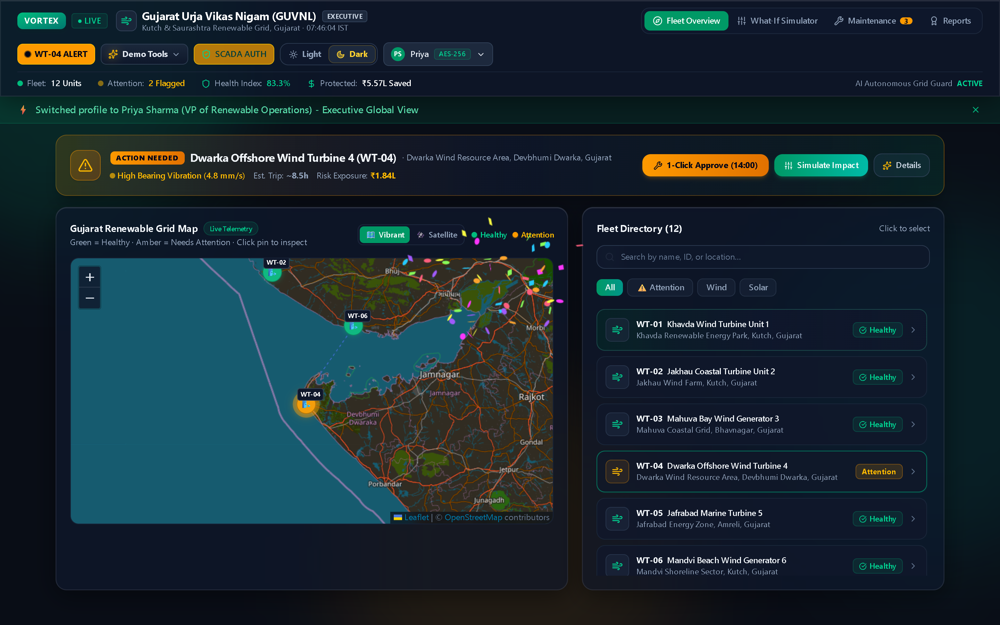 VORTEX
LIVE
Gujarat Urja Vikas Nigam (GUVNL) EXECUTIVE
Kutch & Saurashtra Renewable Grid, Gujarat · 07:46:04 IST
Fleet Overview
What-If Simulator
Maintenance 3
Reports
WT-04 ALERT
Demo Tools
SCADA AUTH
Light
Dark
PS Priya AES-256
Fleet: 12 Units
Attention: 2 Flagged
Health Index: 83.3%
Protected: ₹5.57L Saved
AI Autonomous Grid Guard ACTIVE
Switched profile to Priya Sharma (VP of Renewable Operations) - Executive Global View
ACTION NEEDED Dwarka Offshore Wind Turbine 4 (WT-04) · Dwarka Wind Resource Area, Devbhumi Dwarka, Gujarat
High Bearing Vibration (4.8 mm/s) Est. Trip: ~8.5h Risk Exposure: ₹1.84L
1-Click Approve (14:00)
Simulate Impact
Details
Gujarat Renewable Grid Map Live Telemetry
Green = Healthy · Amber = Needs Attention · Click pin to inspect
Vibrant
Satellite
Healthy
Attention
+
−
WT-02
Bhuj
ગાંધીધામ
WT-06
Morbi
Jamnagar
Jamnagar
WT-04
Rajkot
Devbhumi
Dwaraka
Gondal
Jetpur
Porbandar
Junagadh
Leaflet | © OpenStreetMap contributors
Fleet Directory (12)
Click to select
Search by name, ID, or location...
All
Attention
Wind
Solar
WT-01 Khavda Wind Turbine Unit 1
Khavda Renewable Energy Park, Kutch, Gujarat
Healthy
WT-02 Jakhau Coastal Turbine Unit 2
Jakhau Wind Farm, Kutch, Gujarat
Healthy
WT-03 Mahuva Bay Wind Generator 3
Mahuva Coastal Grid, Bhavnagar, Gujarat
Healthy
WT-04 Dwarka Offshore Wind Turbine 4
Dwarka Wind Resource Area, Devbhumi Dwarka, Gujarat
Attention
WT-05 Jafrabad Marine Turbine 5
Jafrabad Energy Zone, Amreli, Gujarat
Healthy
WT-06 Mandvi Beach Wind Generator 6
Mandvi Shoreline Sector, Kutch, Gujarat
Healthy